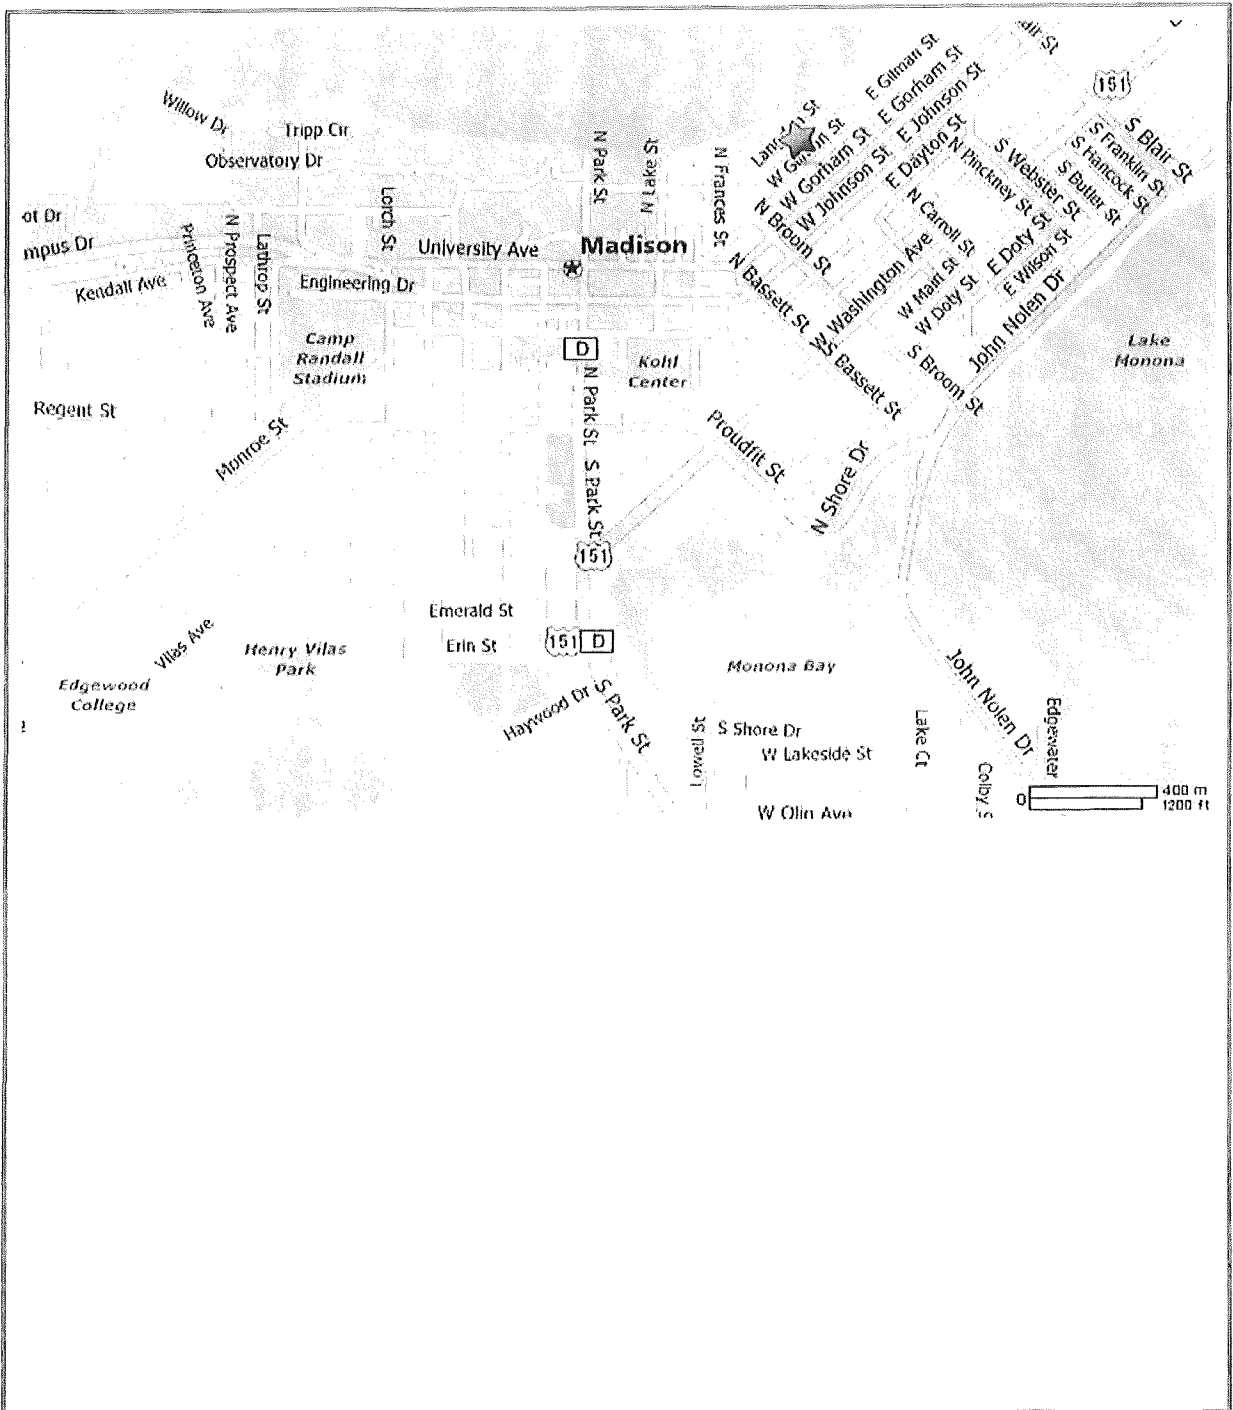 air St
151
E Gilman St
E Gorham St
E Johnson St
Willow Dr
Tripp Cir
Observatory Dr
N Park St
N Lake St
N Frances St
W Gorham St
W Johnson St
E Dayton St
N Pinckney St
S Webster St
S Butler St
S Hancock St
S Franklin St
S Blair St
ot Dr
mpus Dr
Princeton Ave
N Prospect Ave
Lathrop St
Lorch St
University Ave
Madison
N Broom St
N Carroll St
E Doty St
E Wilson St
Kendall Ave
Engineering Dr
N Bassett St
W Washington Ave
W Main St
W Doty St
John Nolen Dr
Camp
Randall
Stadium
D
Kohl
Center
S Bassett St
S Broom St
Lake
Monona
Regent St
Monroe St
N Park St
S Park St
Proudfit St
N Shore Dr
151
Emerald St
Erin St
151
D
Vilas Ave
Henry Vilas
Park
Monona Bay
Edgewood
College
Haywood Dr
S Park St
John Nolen Dr
Lowell St
S Shore Dr
W Lakeside St
Lake Ct
Edgewater
Colby S
W Olin Ave
0
400 m
1200 ft